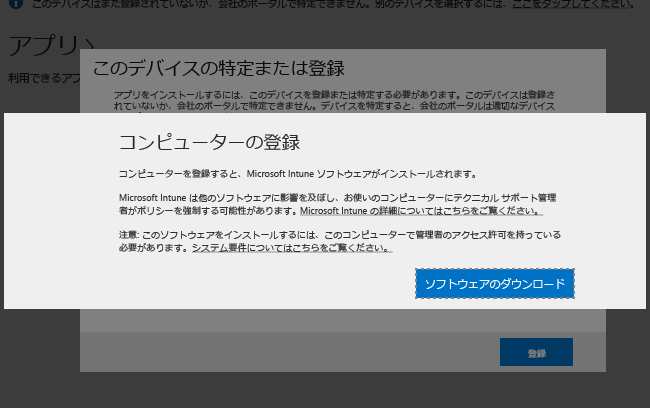 このデバイスはまだ登録されていないか、会社のポータルで特定できません。別のデバイスを選択するには、ここをタップしてください。
アプリ
利用できるアプ
このデバイスの特定または登録
アプリをインストールするには、このデバイスを登録または特定する必要があります。このデバイスは登録さ
れていないか、会社のポータルで特定できません。デバイスを特定すると、会社のポータルは適切なデバイス
コンピューターの登録
コンピューターを登録すると、Microsoft Intune ソフトウェアがインストールされます。
Microsoft Intune は他のソフトウェアに影響を及ぼし、お使いのコンピューターにテクニカル サポート管理
者がポリシーを強制する可能性があります。Microsoft Intune の詳細についてはこちらをご覧ください。
注意: このソフトウェアをインストールするには、このコンピューターで管理者のアクセス許可を持っている
必要があります。システム要件についてはこちらをご覧ください。
ソフトウェアのダウンロード
登録